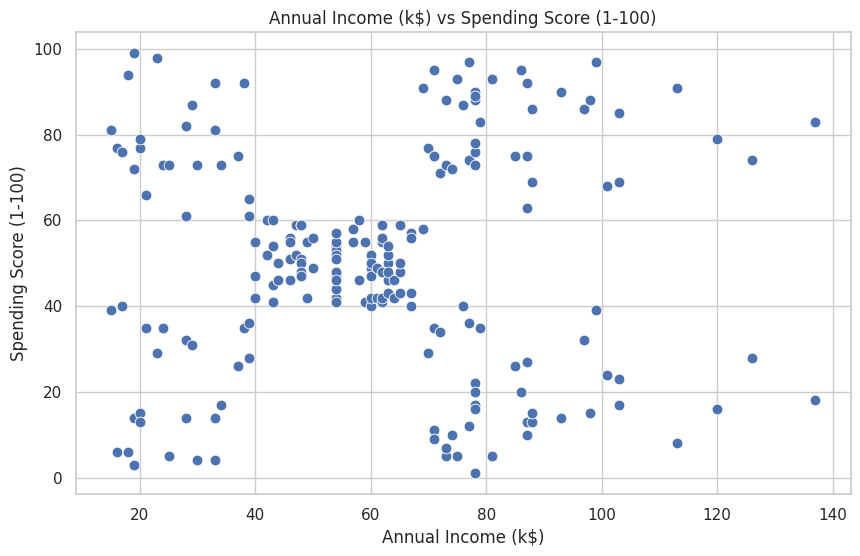 Annual Income (k$) vs Spending Score (1-100)
100
80
60
40
20
0
Spending Score (1-100)
20 40 60 80 100 120 140
Annual Income (k$)